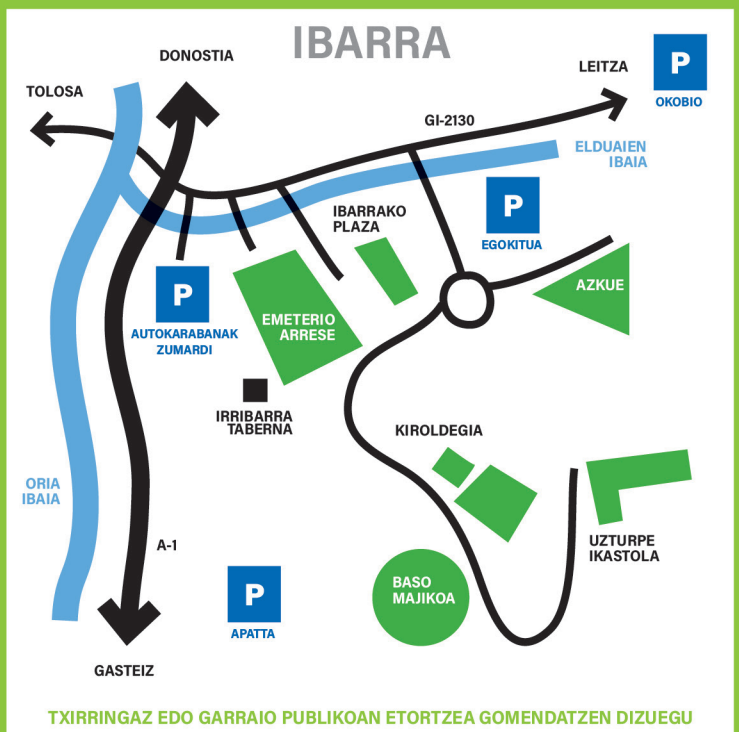 IBARRA
DONOSTIA
LEITZA
P
OKOBIO
TOLOSA
GI-2130
ELDUAIEN
IBAIA
IBARRAKO
PLAZA
P
EGOKITUA
P
AUTOKARABANAK
ZUMARDI
EMETERIO
ARRESE
AZKUE
IRRIBARRA
TABERNA
KIROLDEGIA
ORIA
IBAIA
A-1
UZTURPE
IKASTOLA
P
APATTA
BASO
MAJIKOA
GASTEIZ
TXIRRINGAZ EDO GARRAIO PUBLIKOAN ETORTZEA GOMENDATZEN DIZUEGU